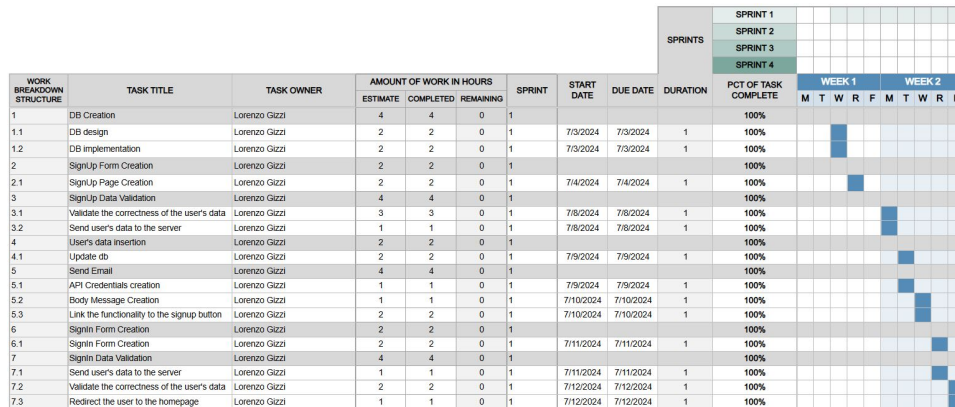 SPRINTS
SPRINT 1
SPRINT 2
SPRINT 3
SPRINT 4
WORK BREAKDOWN STRUCTURE TASK TITLE TASK OWNER AMOUNT OF WORK IN HOURS SPRINT START DATE DUE DATE DURATION PCT OF TASK COMPLETE WEEK 1 WEEK 2
ESTIMATE COMPLETED REMAINING M T W R F M T W R
1 DB Creation Lorenzo Gizzi 4 4 0 1 100%
1.1 DB design Lorenzo Gizzi 2 2 0 1 7/3/2024 7/3/2024 1 100%
1.2 DB implementation Lorenzo Gizzi 2 2 0 1 7/3/2024 7/3/2024 1 100%
2 SignUp Form Creation Lorenzo Gizzi 2 2 0 1 100%
2.1 SignUp Page Creation Lorenzo Gizzi 2 2 0 1 7/4/2024 7/4/2024 1 100%
3 SignUp Data Validation Lorenzo Gizzi 4 4 0 1 100%
3.1 Validate the correctness of the user's data Lorenzo Gizzi 3 3 0 1 7/8/2024 7/8/2024 1 100%
3.2 Send user's data to the server Lorenzo Gizzi 1 1 0 1 7/8/2024 7/8/2024 1 100%
4 User's data insertion Lorenzo Gizzi 2 2 0 1 100%
4.1 Update db Lorenzo Gizzi 2 2 0 1 7/9/2024 7/9/2024 1 100%
5 Send Email Lorenzo Gizzi 4 4 0 1 100%
5.1 API Credentials creation Lorenzo Gizzi 1 1 0 1 7/9/2024 7/9/2024 1 100%
5.2 Body Message Creation Lorenzo Gizzi 1 1 0 1 7/10/2024 7/10/2024 1 100%
5.3 Link the functionality to the signup button Lorenzo Gizzi 2 2 0 1 7/10/2024 7/10/2024 1 100%
6 SignIn Form Creation Lorenzo Gizzi 2 2 0 1 100%
6.1 SignIn Form Creation Lorenzo Gizzi 2 2 0 1 7/11/2024 7/11/2024 1 100%
7 SignIn Data Validation Lorenzo Gizzi 4 4 0 1 100%
7.1 Send user's data to the server Lorenzo Gizzi 1 1 0 1 7/11/2024 7/11/2024 1 100%
7.2 Validate the correctness of the user's data Lorenzo Gizzi 2 2 0 1 7/12/2024 7/12/2024 1 100%
7.3 Redirect the user to the homepage Lorenzo Gizzi 1 1 0 1 7/12/2024 7/12/2024 1 100%